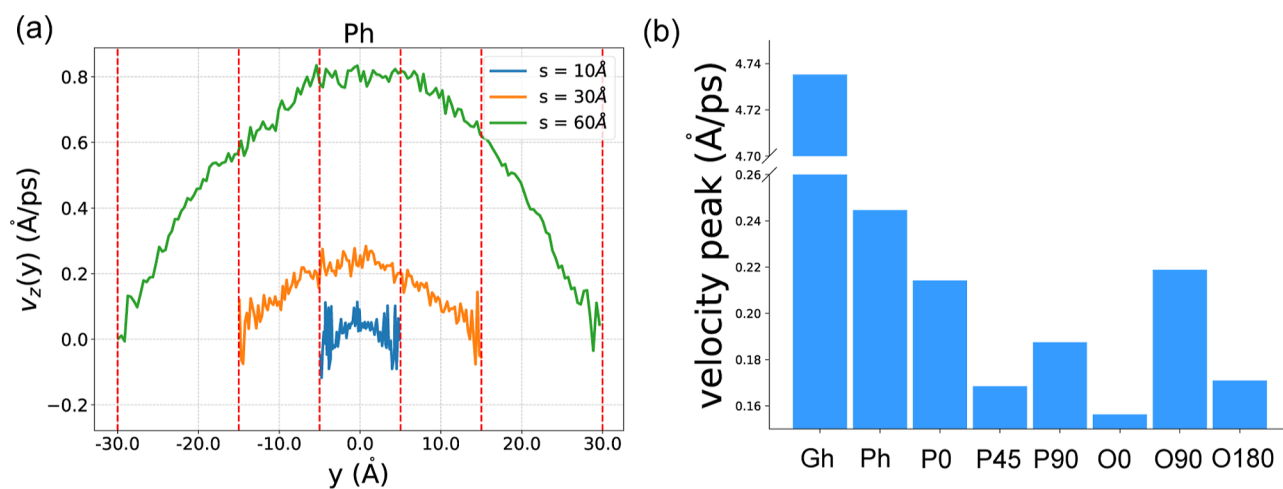 (a)
Ph
s = 10Å
s = 30Å
s = 60Å
0.8
0.6
0.4
0.2
0.0
−0.2
v_z(y) (Å/ps)
-30.0 -20.0 -10.0 0.0 10.0 20.0 30.0
y (Å)
(b)
4.74
4.72
4.70
0.26
0.24
0.22
0.20
0.18
0.16
velocity peak (Å/ps)
Gh Ph P0 P45 P90 O0 O90 O180